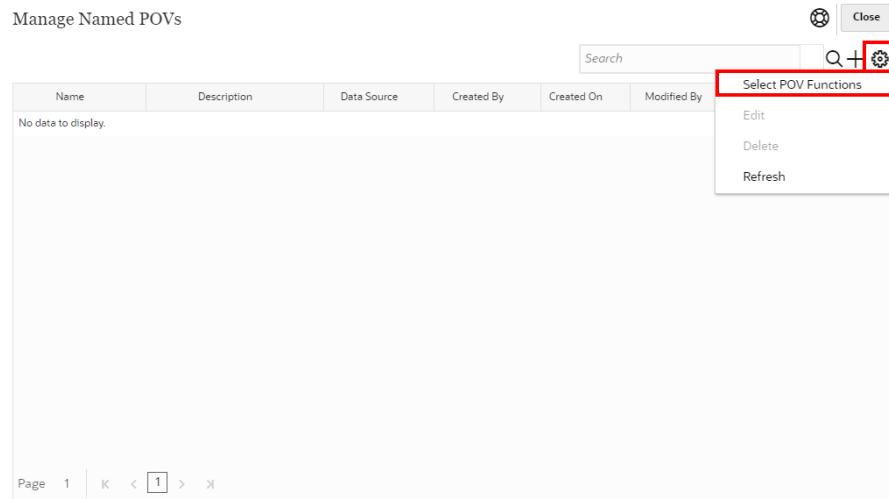 Manage Named POVs
Close
Search
Name Description Data Source Created By Created On Modified By
No data to display.
Select POV Functions
Edit
Delete
Refresh
Page 1 1